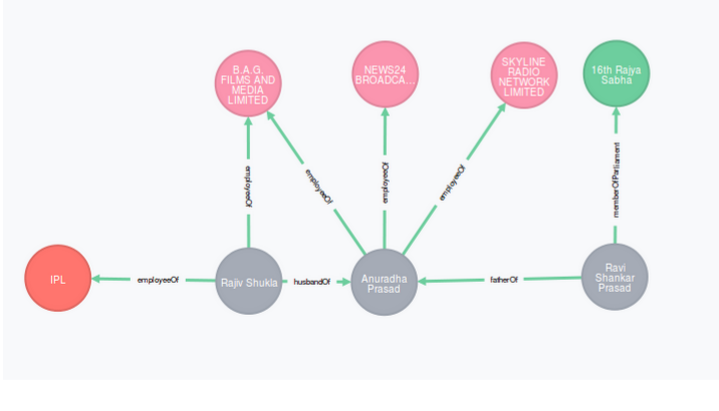 B.A.G.
FILMS AND
MEDIA
LIMITED
NEWS24
BROADCA...
SKYLINE
RADIO
NETWORK
LIMITED
16th Rajya
Sabha
employeeOf
employeeOf
employeeOf
employeeOf
memberOfParliament
IPL
employeeOf
Rajiv Shukla
husbandOf
Anuradha
Prasad
fatherOf
Ravi
Shankar
Prasad